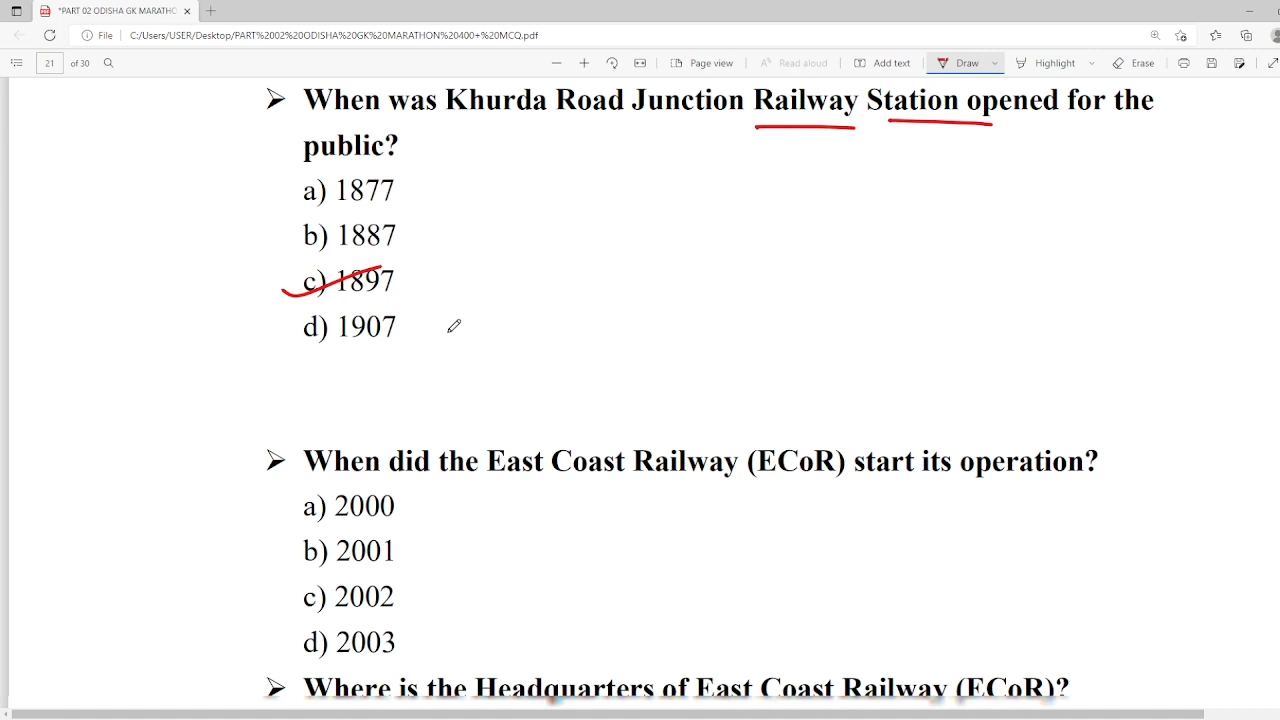 *PART 02 ODISHA GK MARATHO
File
C:/Users/USER/Desktop/PART%2002%20ODISHA%20GK%20MARATHON%20400+%20MCQ.pdf
21 of 30
Page view
Read aloud
Add text
Draw
Highlight
Erase
➢ When was Khurda Road Junction Railway Station opened for the
public?
a) 1877
b) 1887
c) 1897
d) 1907
➢ When did the East Coast Railway (ECoR) start its operation?
a) 2000
b) 2001
c) 2002
d) 2003
➢ Where is the Headquarters of East Coast Railway (ECoR)?